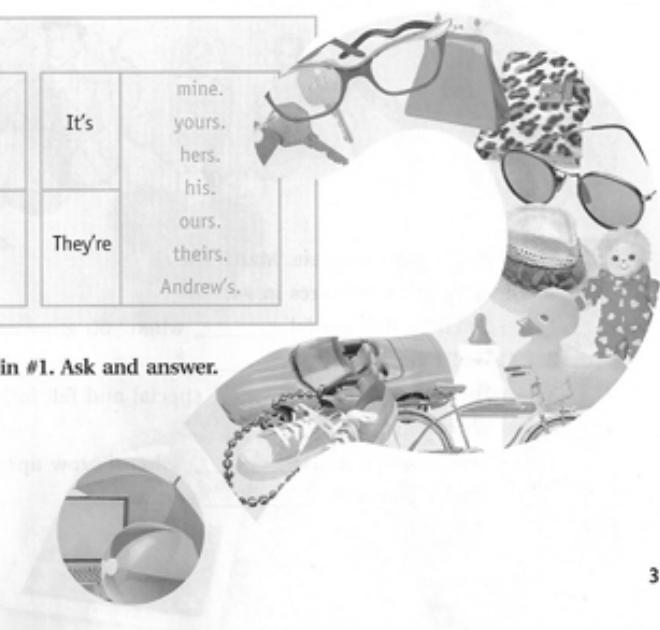 mine.
It's
yours.
hers.
his.
ours.
They're
theirs.
Andrew's.
in #1. Ask and answer.
3